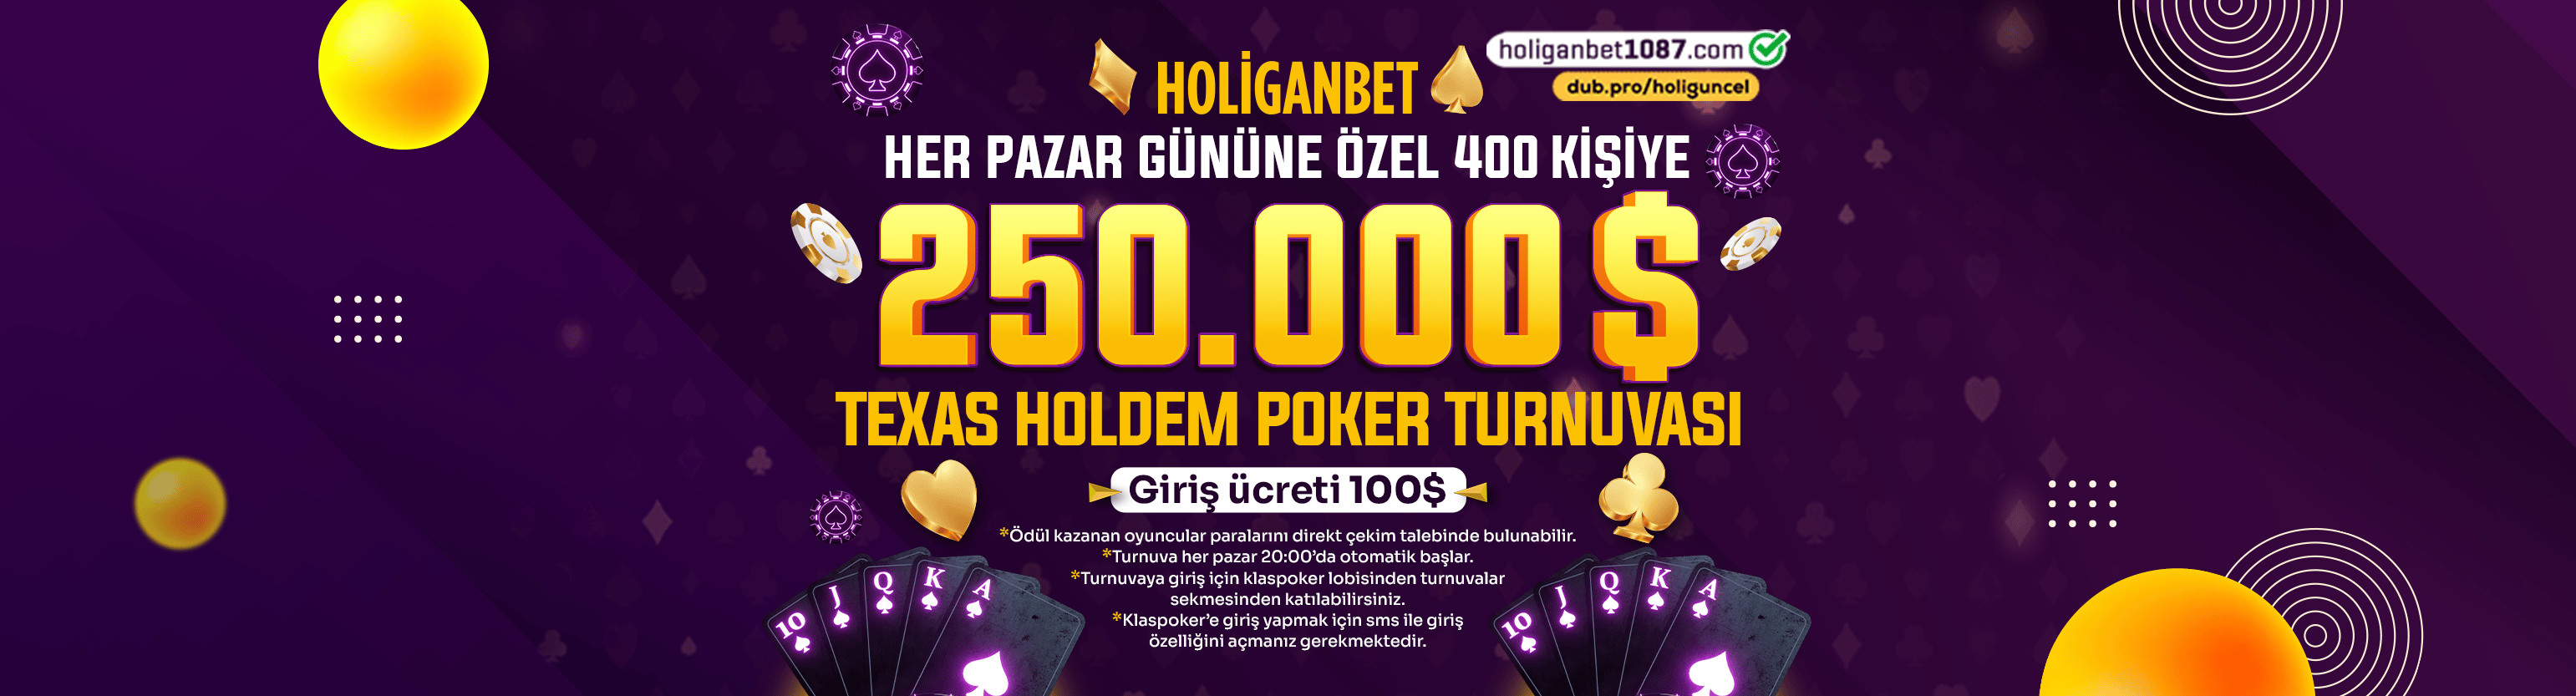 HOLİGANBET
holiganbet1087.com
dub.pro/holiguncel
HER PAZAR GÜNÜNE ÖZEL 400 KİŞİYE
250.000$
TEXAS HOLDEM POKER TURNUVASI
Giriş ücreti 100$
*Ödül kazanan oyuncular paralarını direkt çekim talebinde bulunabilir.
*Turnuva her pazar 20:00'da otomatik başlar.
*Turnuvaya giriş için klaspoker lobisinden turnuvalar
sekmesinden katılabilirsiniz.
*Klaspoker'e giriş yapmak için sms ile giriş
özelliğini açmanız gerekmektedir.
10 J Q K A
10 J Q K A